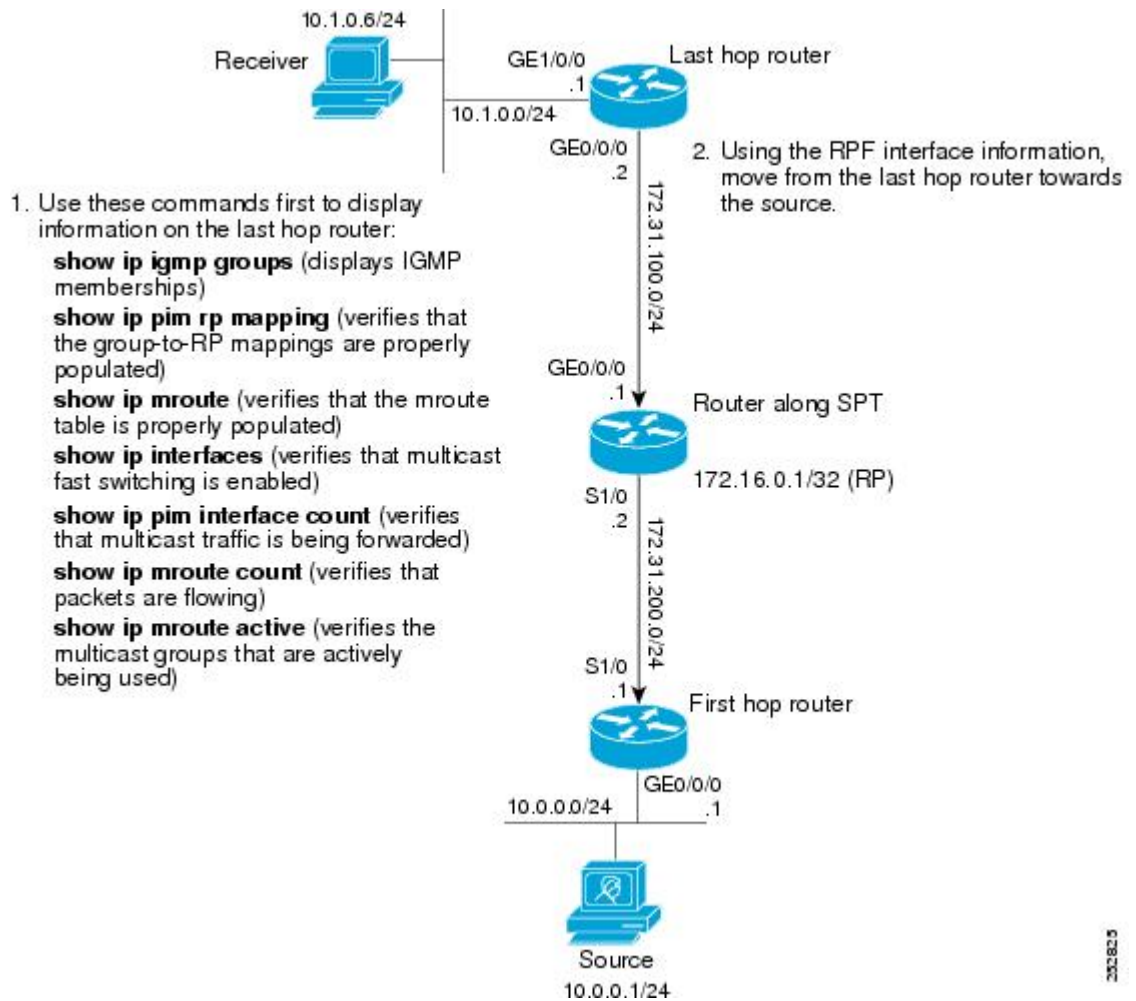 10.1.0.6/24
Receiver
GE1/0/0
.1
Last hop router
10.1.0.0/24
GE0/0/0
.2
2. Using the RPF interface information,
move from the last hop router towards
the source.
172.31.100.0/24
1. Use these commands first to display
information on the last hop router:
show ip igmp groups (displays IGMP
memberships)
show ip pim rp mapping (verifies that
the group-to-RP mappings are properly
populated)
show ip mroute (verifies that the mroute
table is properly populated)
show ip interfaces (verifies that multicast
fast switching is enabled)
show ip pim interface count (verifies
that multicast traffic is being forwarded)
show ip mroute count (verifies that
packets are flowing)
show ip mroute active (verifies the
multicast groups that are actively
being used)
GE0/0/0
.1
Router along SPT
172.16.0.1/32 (RP)
S1/0
.2
172.31.200.0/24
S1/0
.1
First hop router
GE0/0/0
.1
10.0.0.0/24
Source
10.0.0.1/24
252825